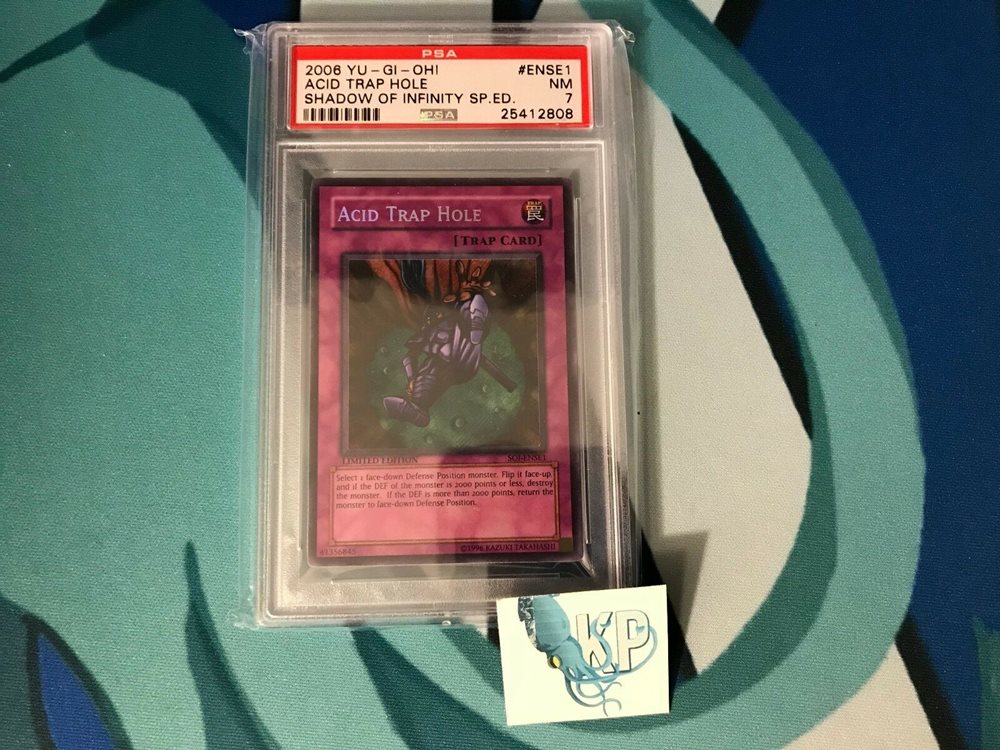 PSA
2006 YU-GI-OH! #ENSE1
ACID TRAP HOLE NM
SHADOW OF INFINITY SP.ED. 7
PSA 25412808
ACID TRAP HOLE TRAP 罠
[TRAP CARD]
LIMITED EDITION SOI-ENSE1
Select 1 face-down Defense Position monster. Flip it face-up,
and if the DEF of the monster is 2000 points or less, destroy
the monster. If the DEF is more than 2000 points, return the
monster to face-down Defense Position.
41356845 ©1996 KAZUKI TAKAHASHI
KP